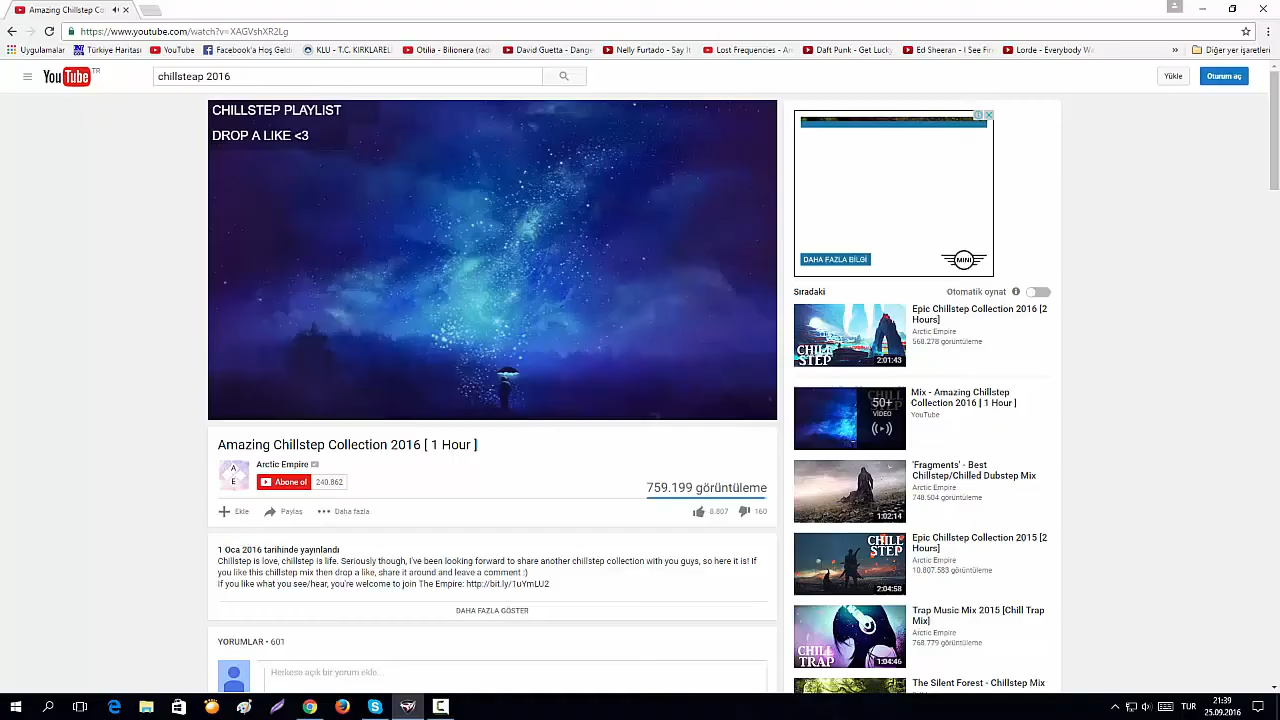 Amazing Chillstep Co
https://www.youtube.com/watch?v=XAGVshXR2Lg
Uygulamalar
Türkiye Haritası
YouTube
Facebook'a Hoş Geldi
KLU - T.C. KIRKLARELİ
Otilia - Bilionera (radi
David Guetta - Dange
Nelly Furtado - Say It
Lost Frequencies - Ar
Daft Punk - Get Lucky
Ed Sheeran - I See Fire
Lorde - Everybody Wa
»
Diğer yer işaretleri
YouTube TR
chillsteap 2016
Yükle
Oturum aç
CHILLSTEP PLAYLIST
DROP A LIKE <3
DAHA FAZLA BİLGİ
MINI
Sıradaki
Otomatik oynat
CHILL
STEP
2:01:43
Epic Chillstep Collection 2016 [2
Hours]
Arctic Empire
568.278 görüntüleme
50+
VİDEO
Mix - Amazing Chillstep
Collection 2016 [ 1 Hour ]
YouTube
1:02:14
'Fragments' - Best
Chillstep/Chilled Dubstep Mix
Arctic Empire
748.504 görüntüleme
CHILL
STEP
2:04:58
Epic Chillstep Collection 2015 [2
Hours]
Arctic Empire
10.807.583 görüntüleme
CHILL
TRAP
1:04:46
Trap Music Mix 2015 [Chill Trap
Mix]
Arctic Empire
768.779 görüntüleme
The Silent Forest - Chillstep Mix
Amazing Chillstep Collection 2016 [ 1 Hour ]
A
E
Arctic Empire
Abone ol
240.862
759.199 görüntüleme
Ekle
Paylaş
Daha fazla
8.807
160
1 Oca 2016 tarihinde yayınlandı
Chillstep is love, chillstep is life. Seriously though, I've been looking forward to share another chillstep collection with you guys, so here it is! If
you like this chillstep mix then drop a like, share it around and leave a comment :)
If you like what you see/hear, you're welcome to join The Empire: http://bit.ly/1uYmLU2
DAHA FAZLA GÖSTER
YORUMLAR • 601
Herkese açık bir yorum ekle...
TUR
21:39
25.09.2016